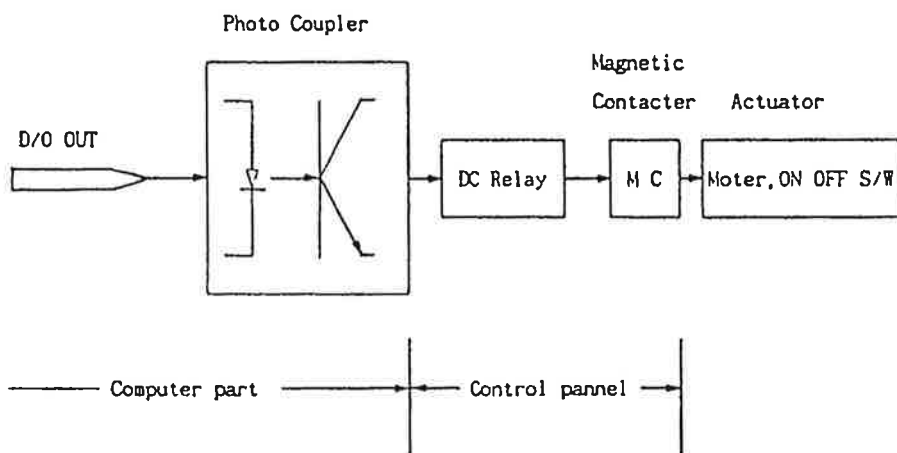 Photo Coupler
Magnetic
Contacter
Actuator
D/O OUT
DC Relay
M C
Moter, ON OFF S/W
Computer part
Control pannel